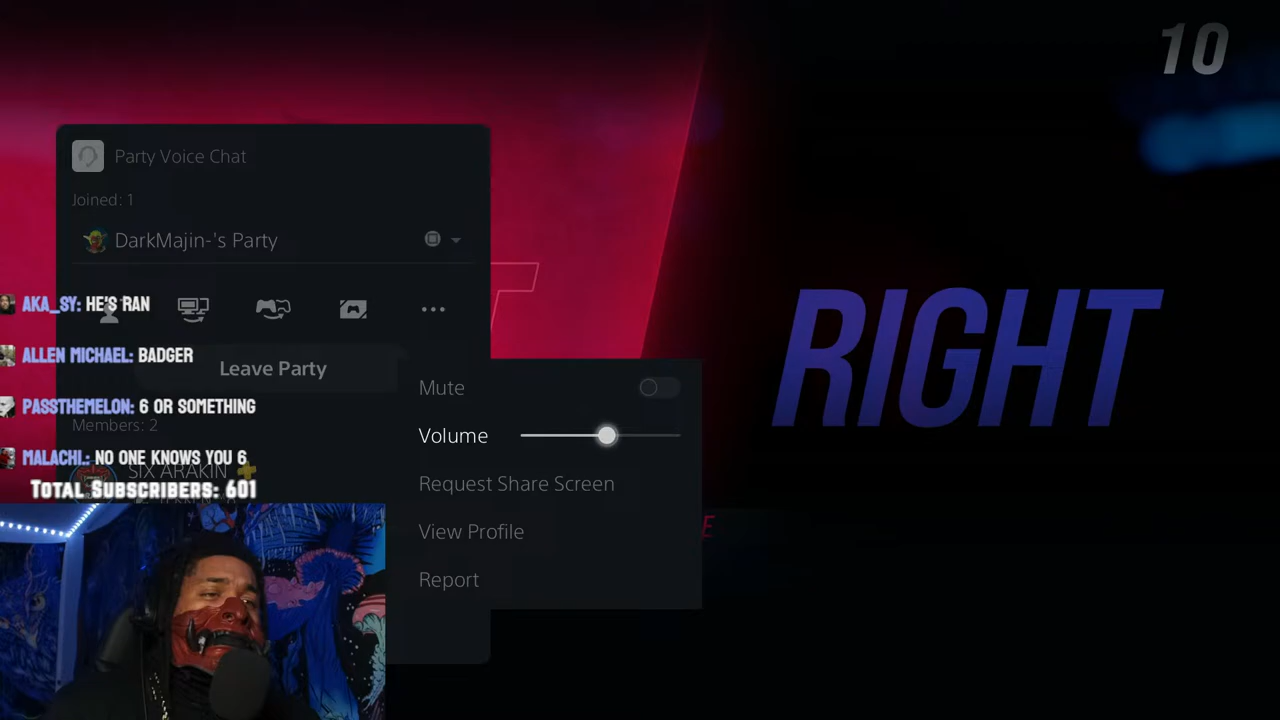 10
Party Voice Chat
Joined: 1
DarkMajin-'s Party
AKA_SY: HE'S RAN
ALLEN MICHAEL: BADGER
Leave Party
PASSTHEMELON: 6 OR SOMETHING
Members: 2
MALACHI.: NO ONE KNOWS YOU 6
SIX ARAKIN
TOTAL SUBSCRIBERS: 601
Mute
Volume
Request Share Screen
View Profile
Report
RIGHT